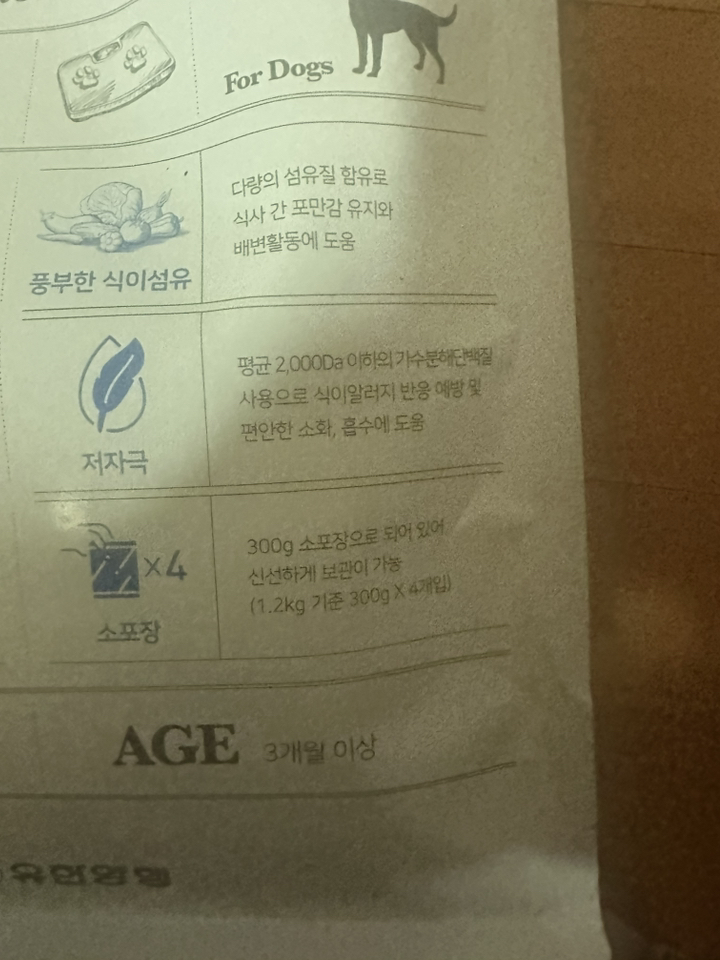 For Dogs
다량의 섬유질 함유로
식사 간 포만감 유지와
배변활동에 도움
풍부한 식이섬유
평균 2,000Da 이하의 가수분해단백질
사용으로 식이알러지 반응 예방 및
편안한 소화, 흡수에 도움
저자극
300g 소포장으로 되어 있어
신선하게 보관이 가능
(1.2kg 기준 300g X 4개입)
x4
소포장
AGE 3개월 이상